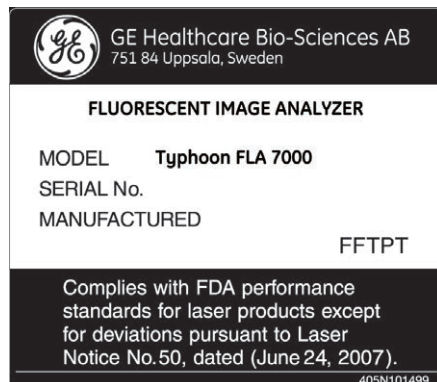 GE
GE Healthcare Bio-Sciences AB
751 84 Uppsala, Sweden
FLUORESCENT IMAGE ANALYZER
MODEL Typhoon FLA 7000
SERIAL No.
MANUFACTURED
FFTPT
Complies with FDA performance
standards for laser products except
for deviations pursuant to Laser
Notice No.50, dated (June 24, 2007).
405N101499